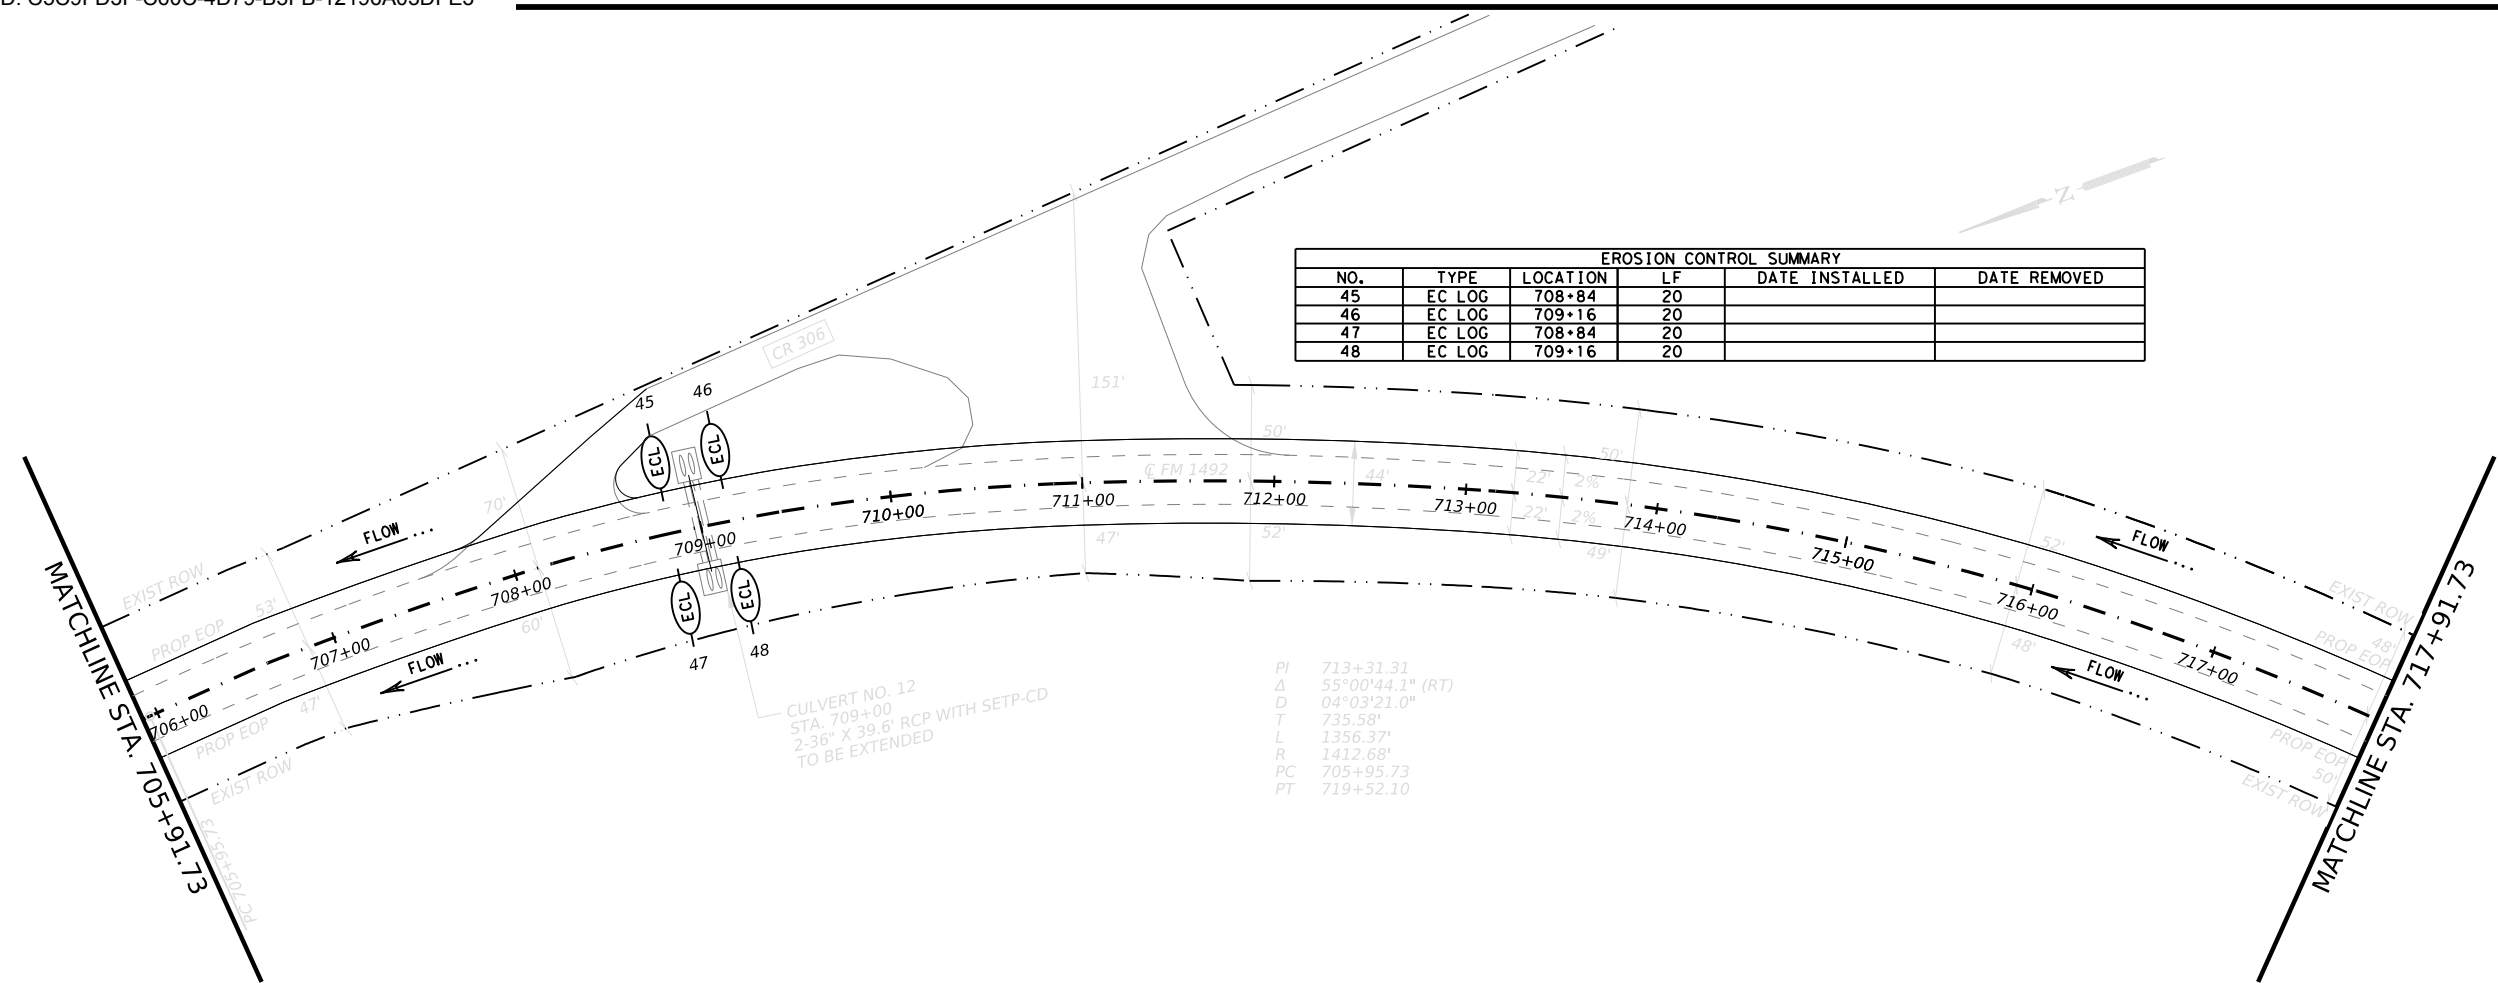 EROSION CONTROL SUMMARY
NO. TYPE LOCATION LF DATE INSTALLED DATE REMOVED
45 EC LOG 708+84 20
46 EC LOG 709+16 20
47 EC LOG 708+84 20
48 EC LOG 709+16 20
N
CR 306
151'
45
46
ECL
ECL
50'
℄ FM 1492
44'
22'
2%
50'
22'
2%
49'
47'
52'
70'
FLOW ...
EXIST ROW
53'
PROP EOP
706+00
707+00
708+00
709+00
710+00
711+00
712+00
713+00
714+00
715+00
716+00
717+00
60'
FLOW ...
ECL
ECL
47
48
47'
PROP EOP
EXIST ROW
MATCHLINE STA. 705+91.73
PC 705+95.73
CULVERT NO. 12
STA. 709+00
2-36" X 39.6' RCP WITH SETP-CD
TO BE EXTENDED
PI 713+31.31
Δ 55°00'44.1" (RT)
D 04°03'21.0"
T 735.58'
L 1356.37'
R 1412.68'
PC 705+95.73
PT 719+52.10
52'
FLOW ...
48'
FLOW ...
EXIST ROW
48'
PROP EOP
PROP EOP
50'
EXIST ROW
MATCHLINE STA. 717+91.73